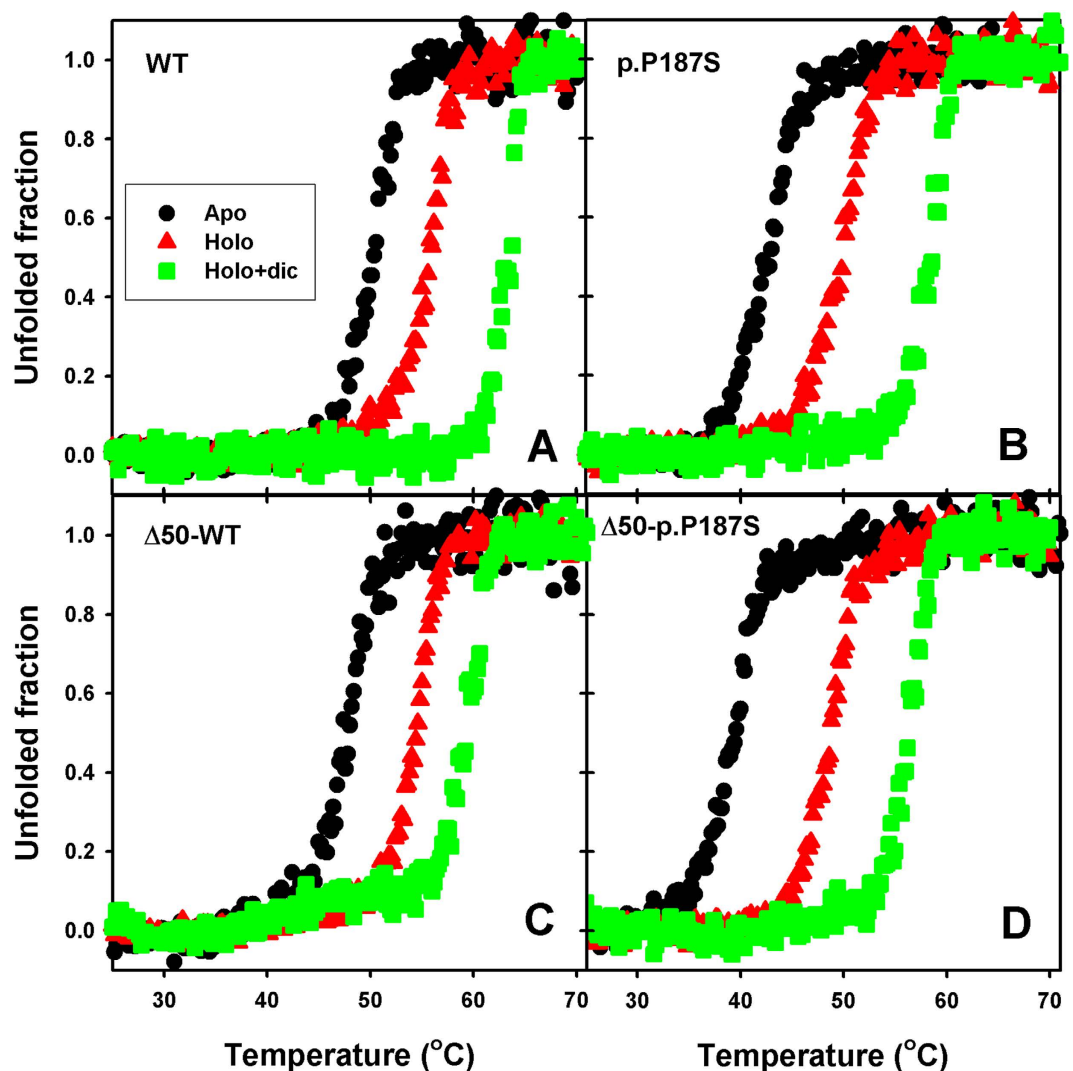 WT
p.P187S
Apo
Holo
Holo+dic
Unfolded fraction
1.0
0.8
0.6
0.4
0.2
0.0
A
B
Δ50-WT
Δ50-p.P187S
Unfolded fraction
1.0
0.8
0.6
0.4
0.2
0.0
C
D
30
40
50
60
70
30
40
50
60
70
Temperature (°C)
Temperature (°C)